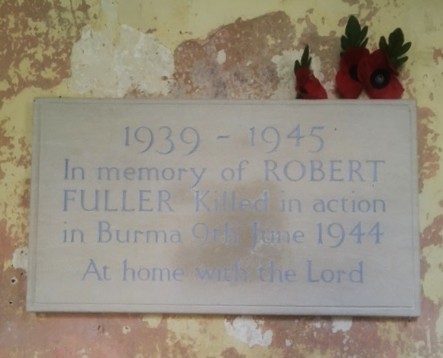 1939 - 1945
In memory of ROBERT
FULLER Killed in action
in Burma 9th June 1944
At home with the Lord